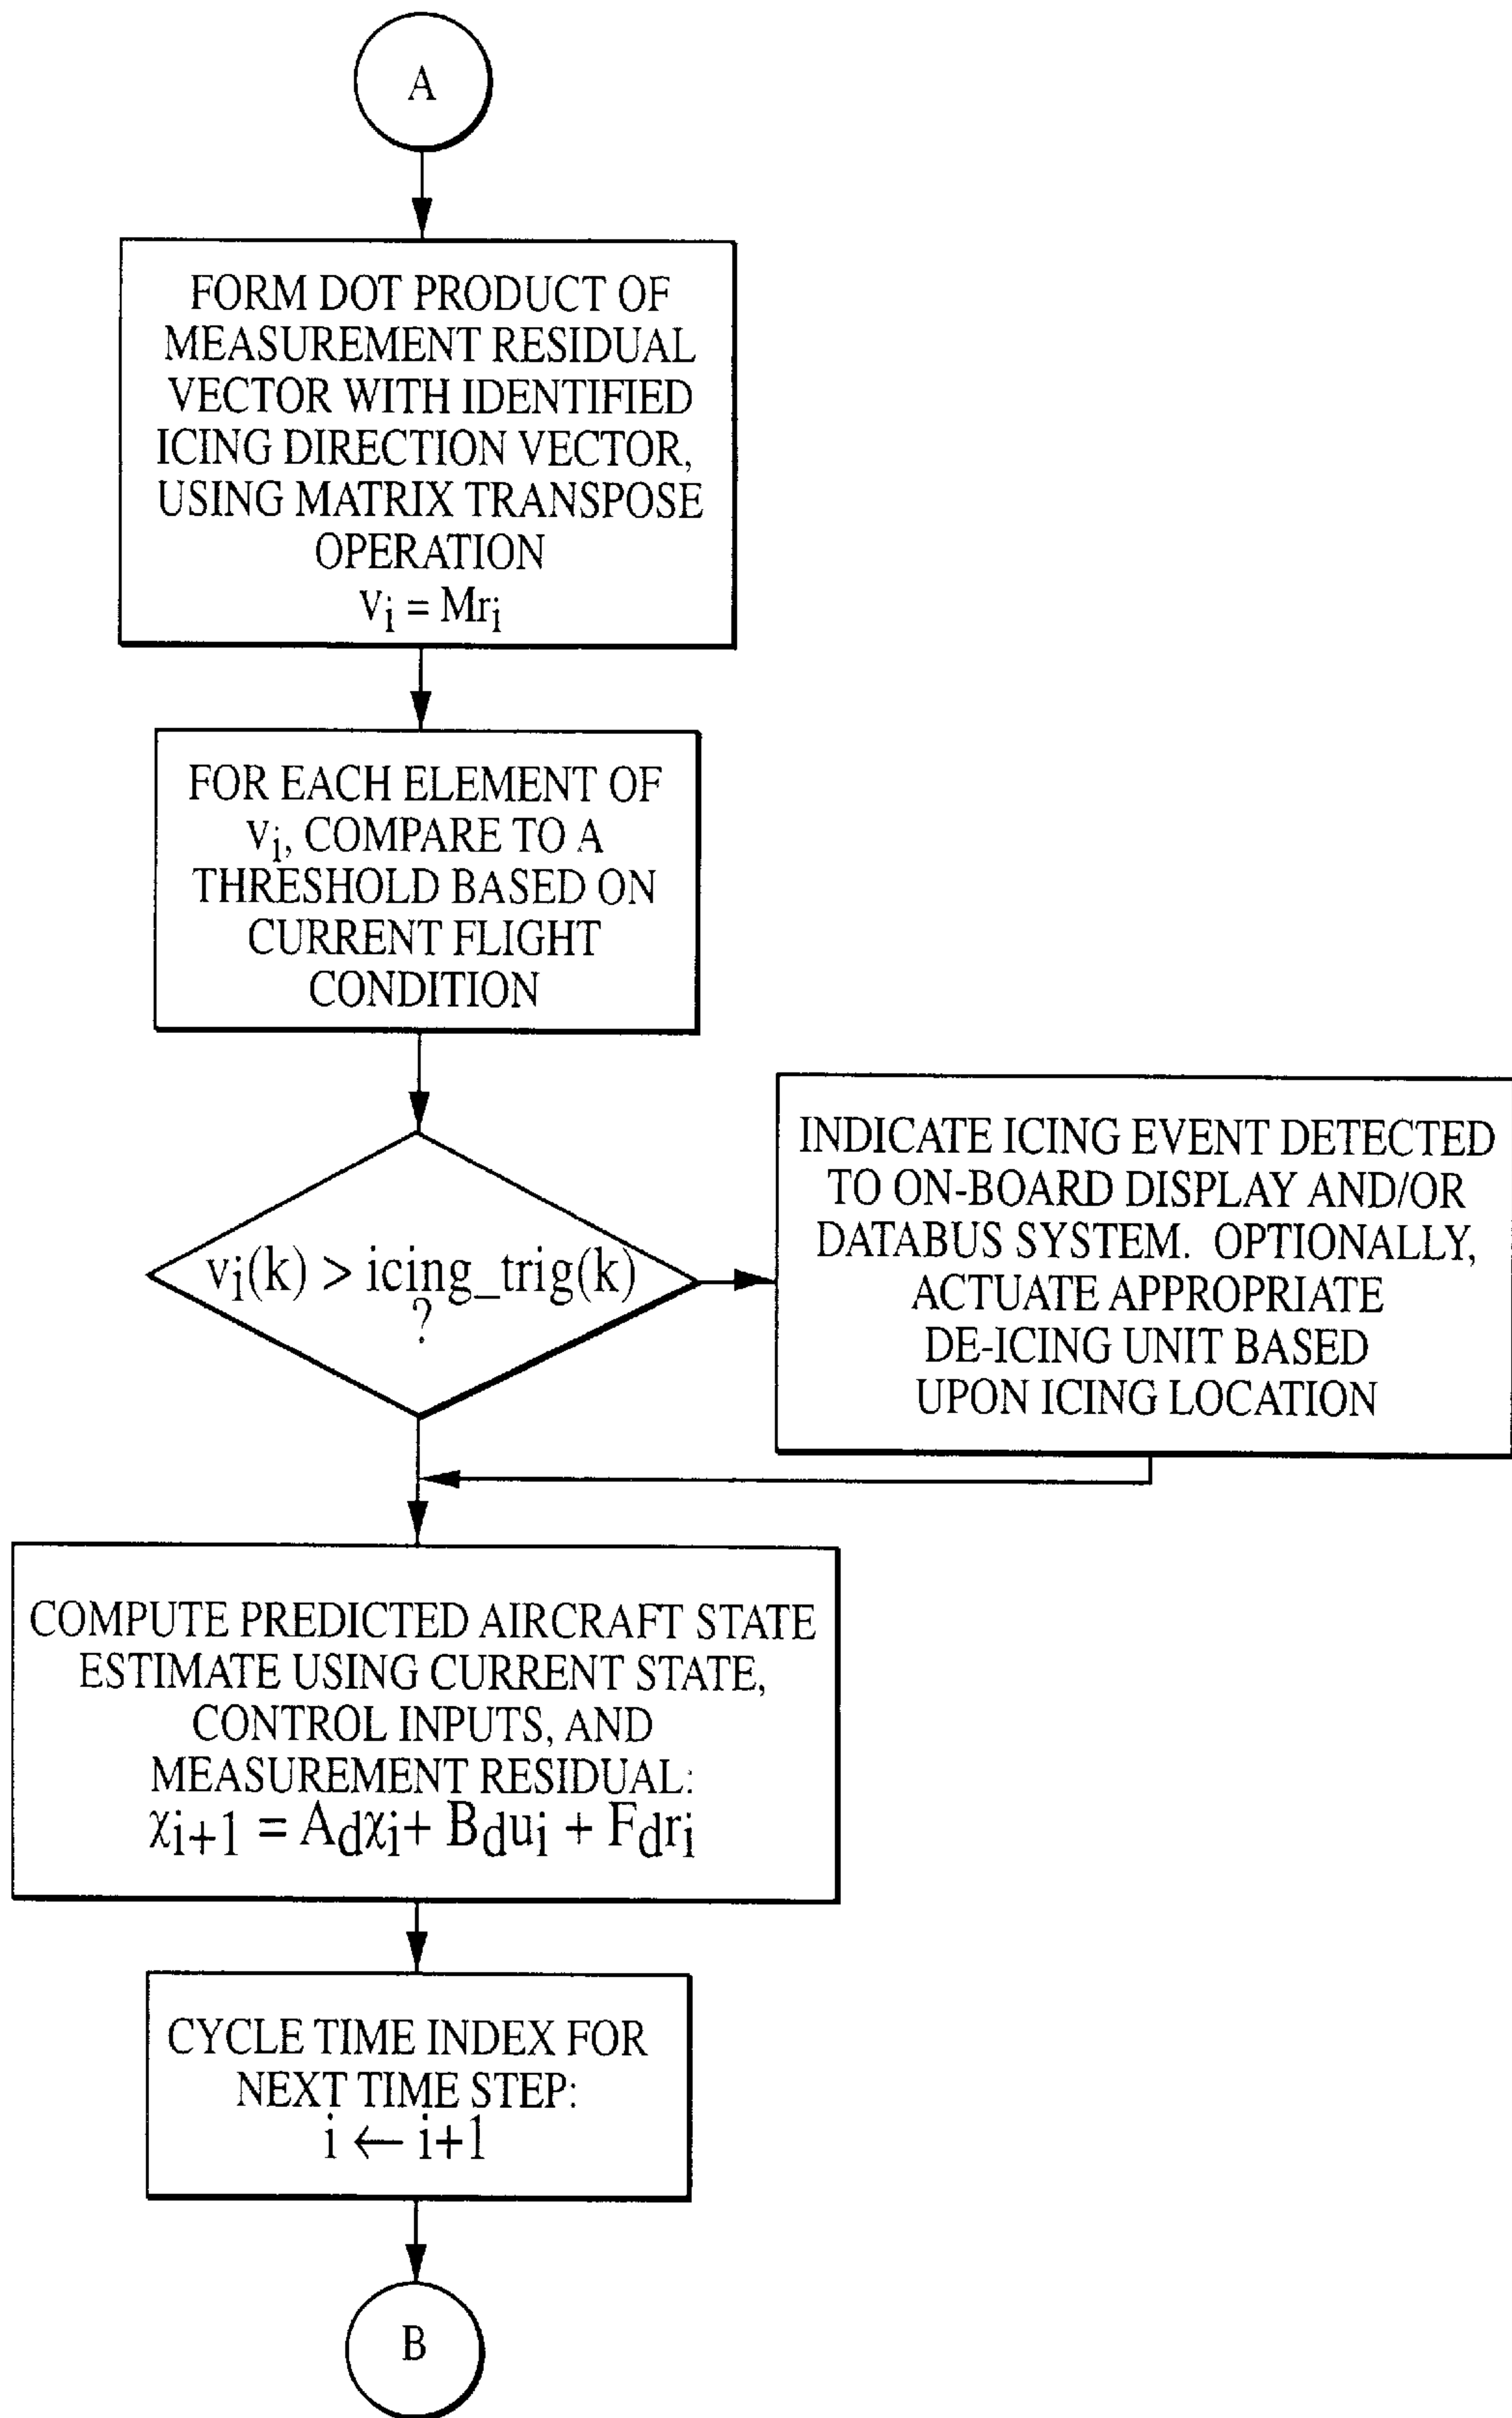 A
FORM DOT PRODUCT OF
MEASUREMENT RESIDUAL
VECTOR WITH IDENTIFIED
ICING DIRECTION VECTOR,
USING MATRIX TRANSPOSE
OPERATION
vi = Mri
FOR EACH ELEMENT OF
vi, COMPARE TO A
THRESHOLD BASED ON
CURRENT FLIGHT
CONDITION
vi(k) > icing_trig(k)
?
INDICATE ICING EVENT DETECTED
TO ON-BOARD DISPLAY AND/OR
DATABUS SYSTEM. OPTIONALLY,
ACTUATE APPROPRIATE
DE-ICING UNIT BASED
UPON ICING LOCATION
COMPUTE PREDICTED AIRCRAFT STATE
ESTIMATE USING CURRENT STATE,
CONTROL INPUTS, AND
MEASUREMENT RESIDUAL:
χi+1 = Adχi+ Bdui + Fdri
CYCLE TIME INDEX FOR
NEXT TIME STEP:
i ← i+1
B